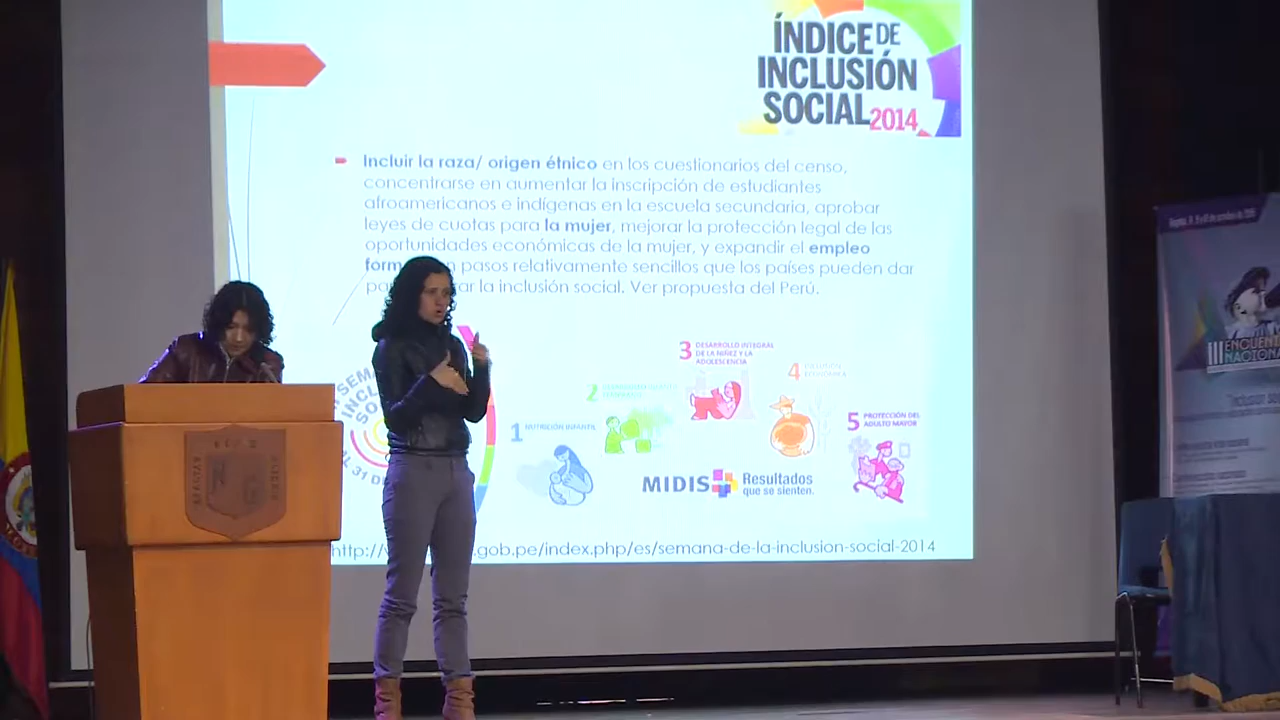 ÍNDICE DE
INCLUSIÓN
SOCIAL 2014
Incluir la raza/ origen étnico en los cuestionarios del censo,
concentrarse en aumentar la inscripción de estudiantes
afroamericanos e indígenas en la escuela secundaria, aprobar
leyes de cuotas para la mujer, mejorar la protección legal de las
oportunidades económicas de la mujer, y expandir el empleo
pasos relativamente sencillos que los países pueden dar
la inclusión social. Ver propuesta del Perú.
1 NUTRICIÓN INFANTIL
2
3 DESARROLLO INTEGRAL
DE LA NIÑEZ Y LA
ADOLESCENCIA
4
5 PROTECCIÓN DEL
ADULTO MAYOR
MIDIS Resultados
que se sienten.
.gob.pe/index.php/es/semana-de-la-inclusion-social-2014
III ENCUENT
NACIONA